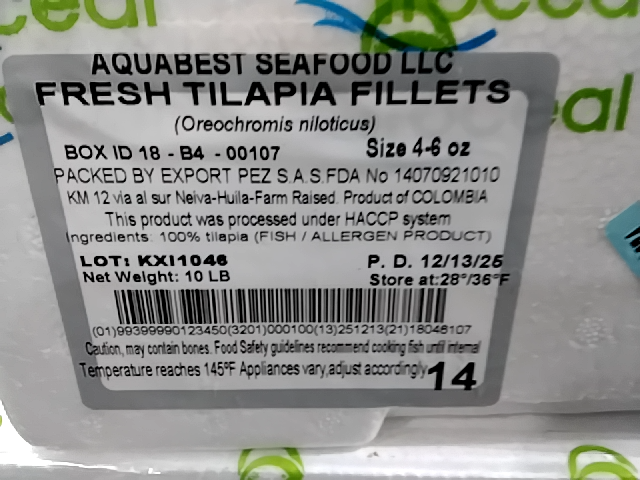 AQUABEST SEAFOOD LLC
FRESH TILAPIA FILLETS
(Oreochromis niloticus)
BOX ID 18 - B4 - 00107 Size 4-6 oz
PACKED BY EXPORT PEZ S.A.S.FDA No 14070921010
KM 12 via al sur Neiva-Huila-Farm Raised. Product of COLOMBIA
This product was processed under HACCP system
Ingredients: 100% tilapia (FISH / ALLERGEN PRODUCT)
LOT: KXI1046 P. D. 12/13/25
Net Weight: 10 LB Store at:28°/36°F
(01)99399990123450(3201)000100(13)251213(21)18046107
Caution, may contain bones. Food Safety guidelines recommend cooking fish until internal
Temperature reaches 145ºF Appliances vary,adjust accordingly 14